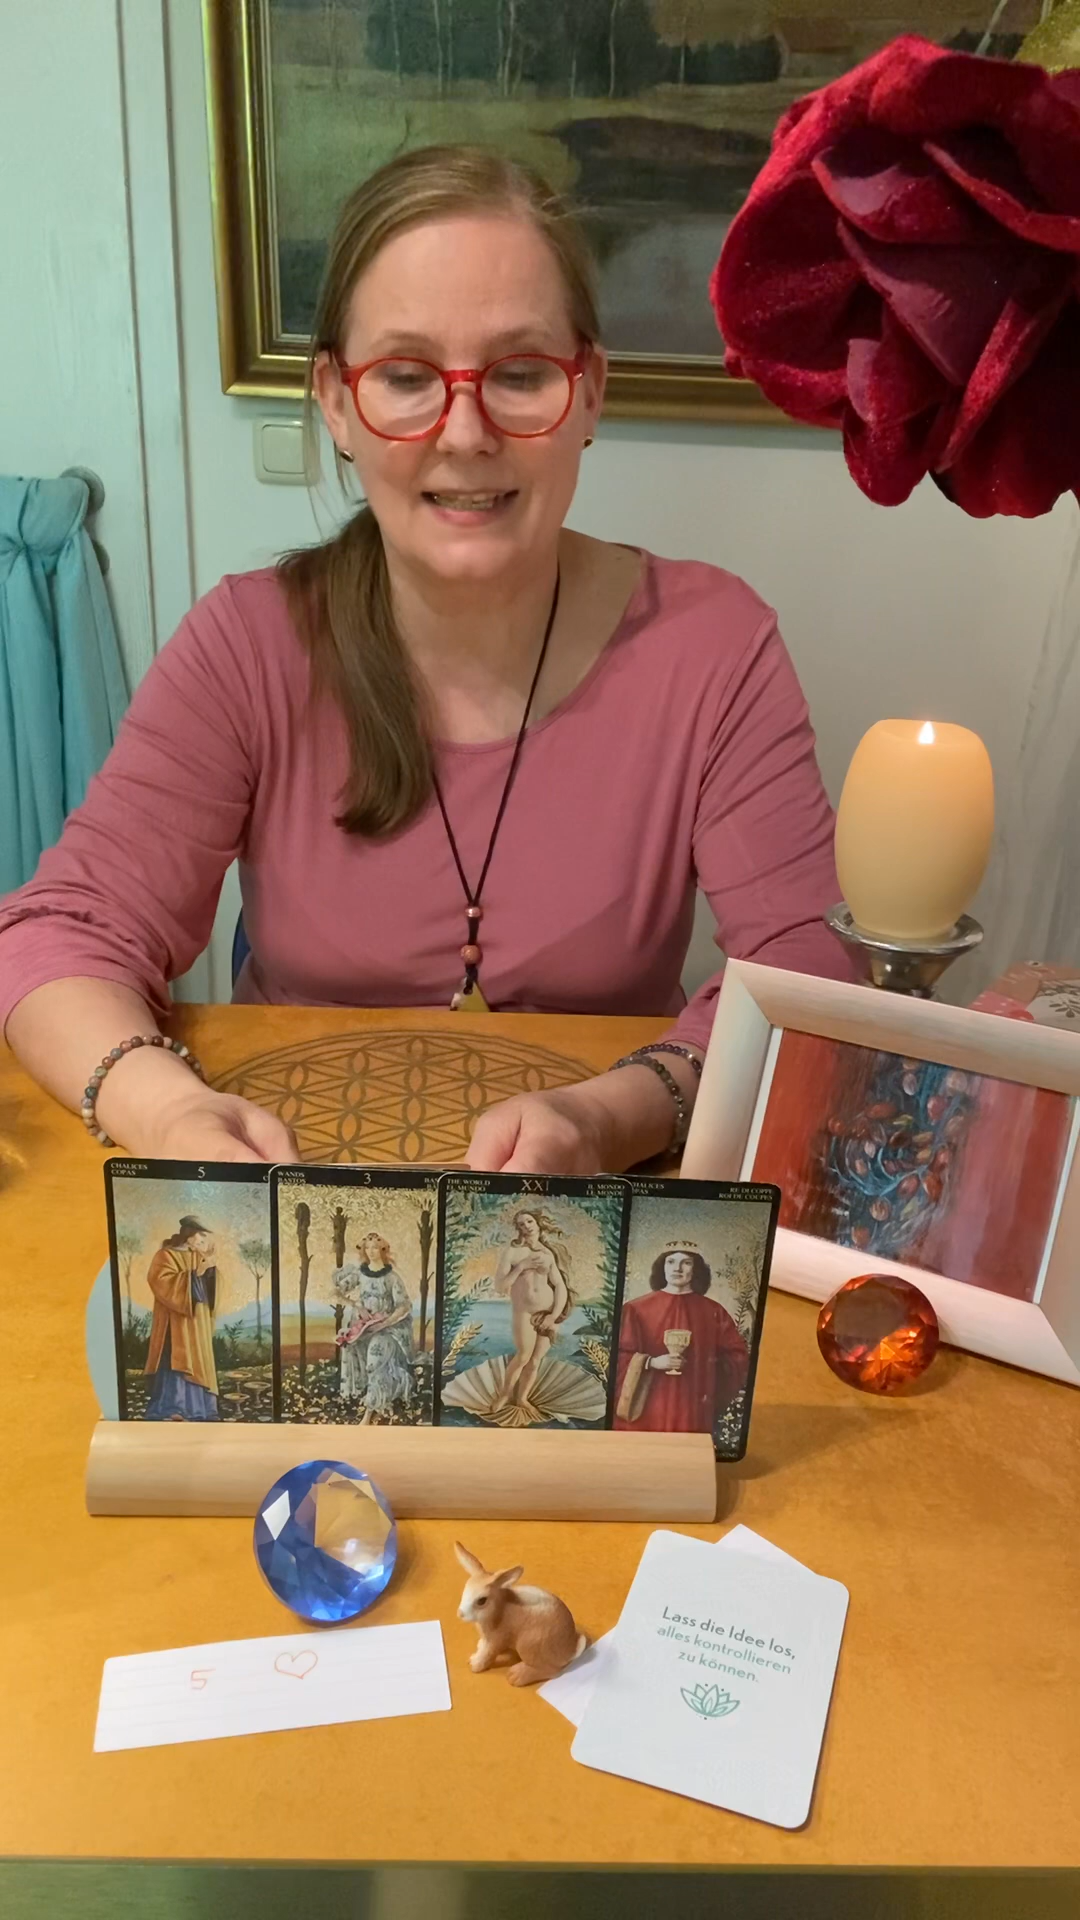 CHALICES
COPAS
5
WANDS
BASTOS
3
THE WORLD
EL MUNDO
XXI
IL MONDO
LE MONDE
CHALICES
RE DI COPPE
ROI DE COUPES
5
Lass die Idee los,
alles kontrollieren
zu können.